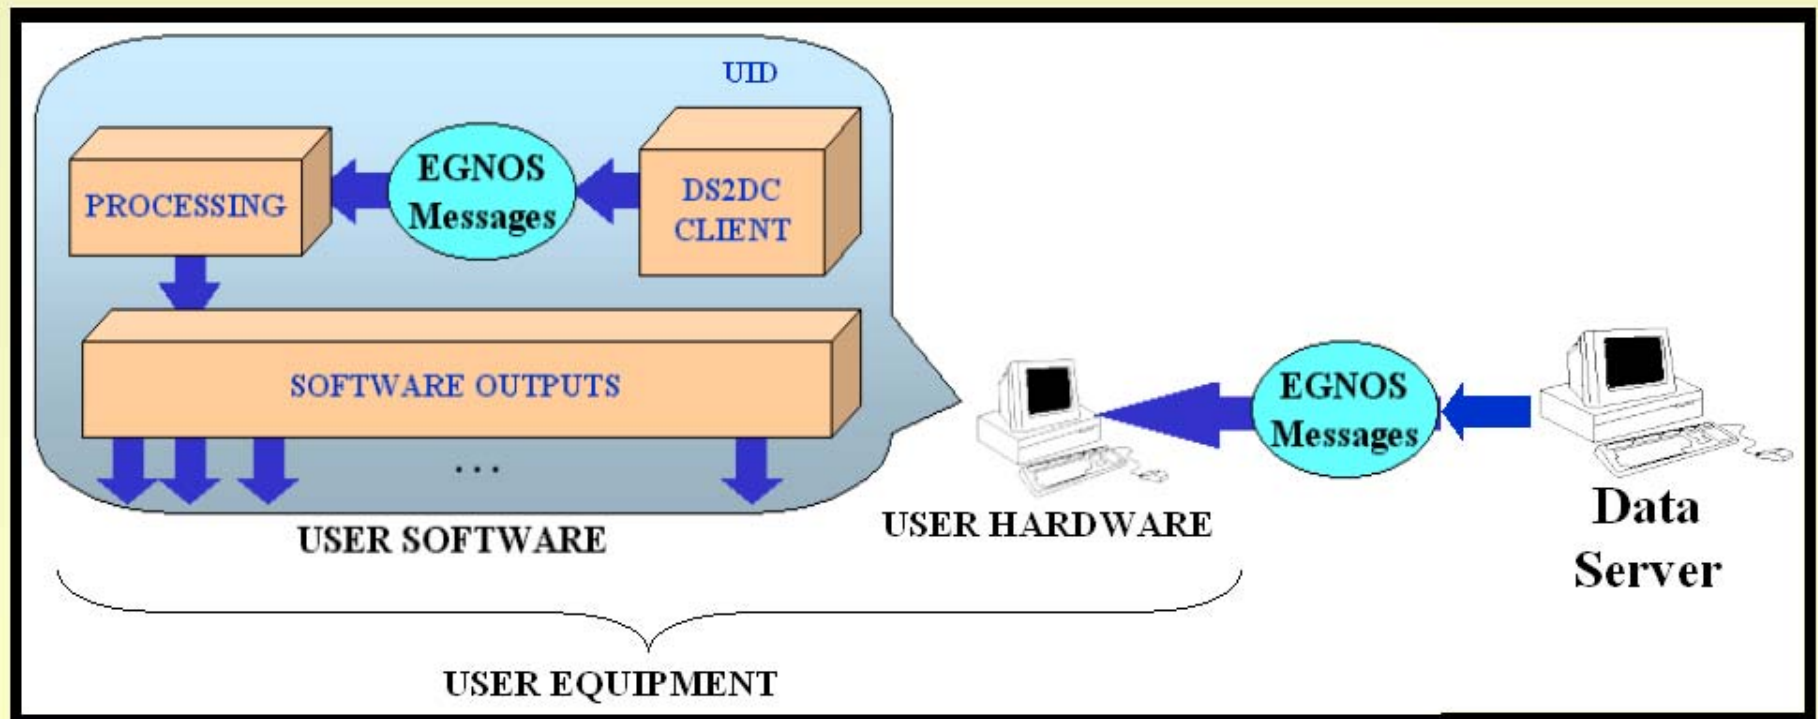 UID
PROCESSING
EGNOS
Messages
DS2DC
CLIENT
SOFTWARE OUTPUTS
...
USER SOFTWARE
USER HARDWARE
EGNOS
Messages
Data
Server
USER EQUIPMENT